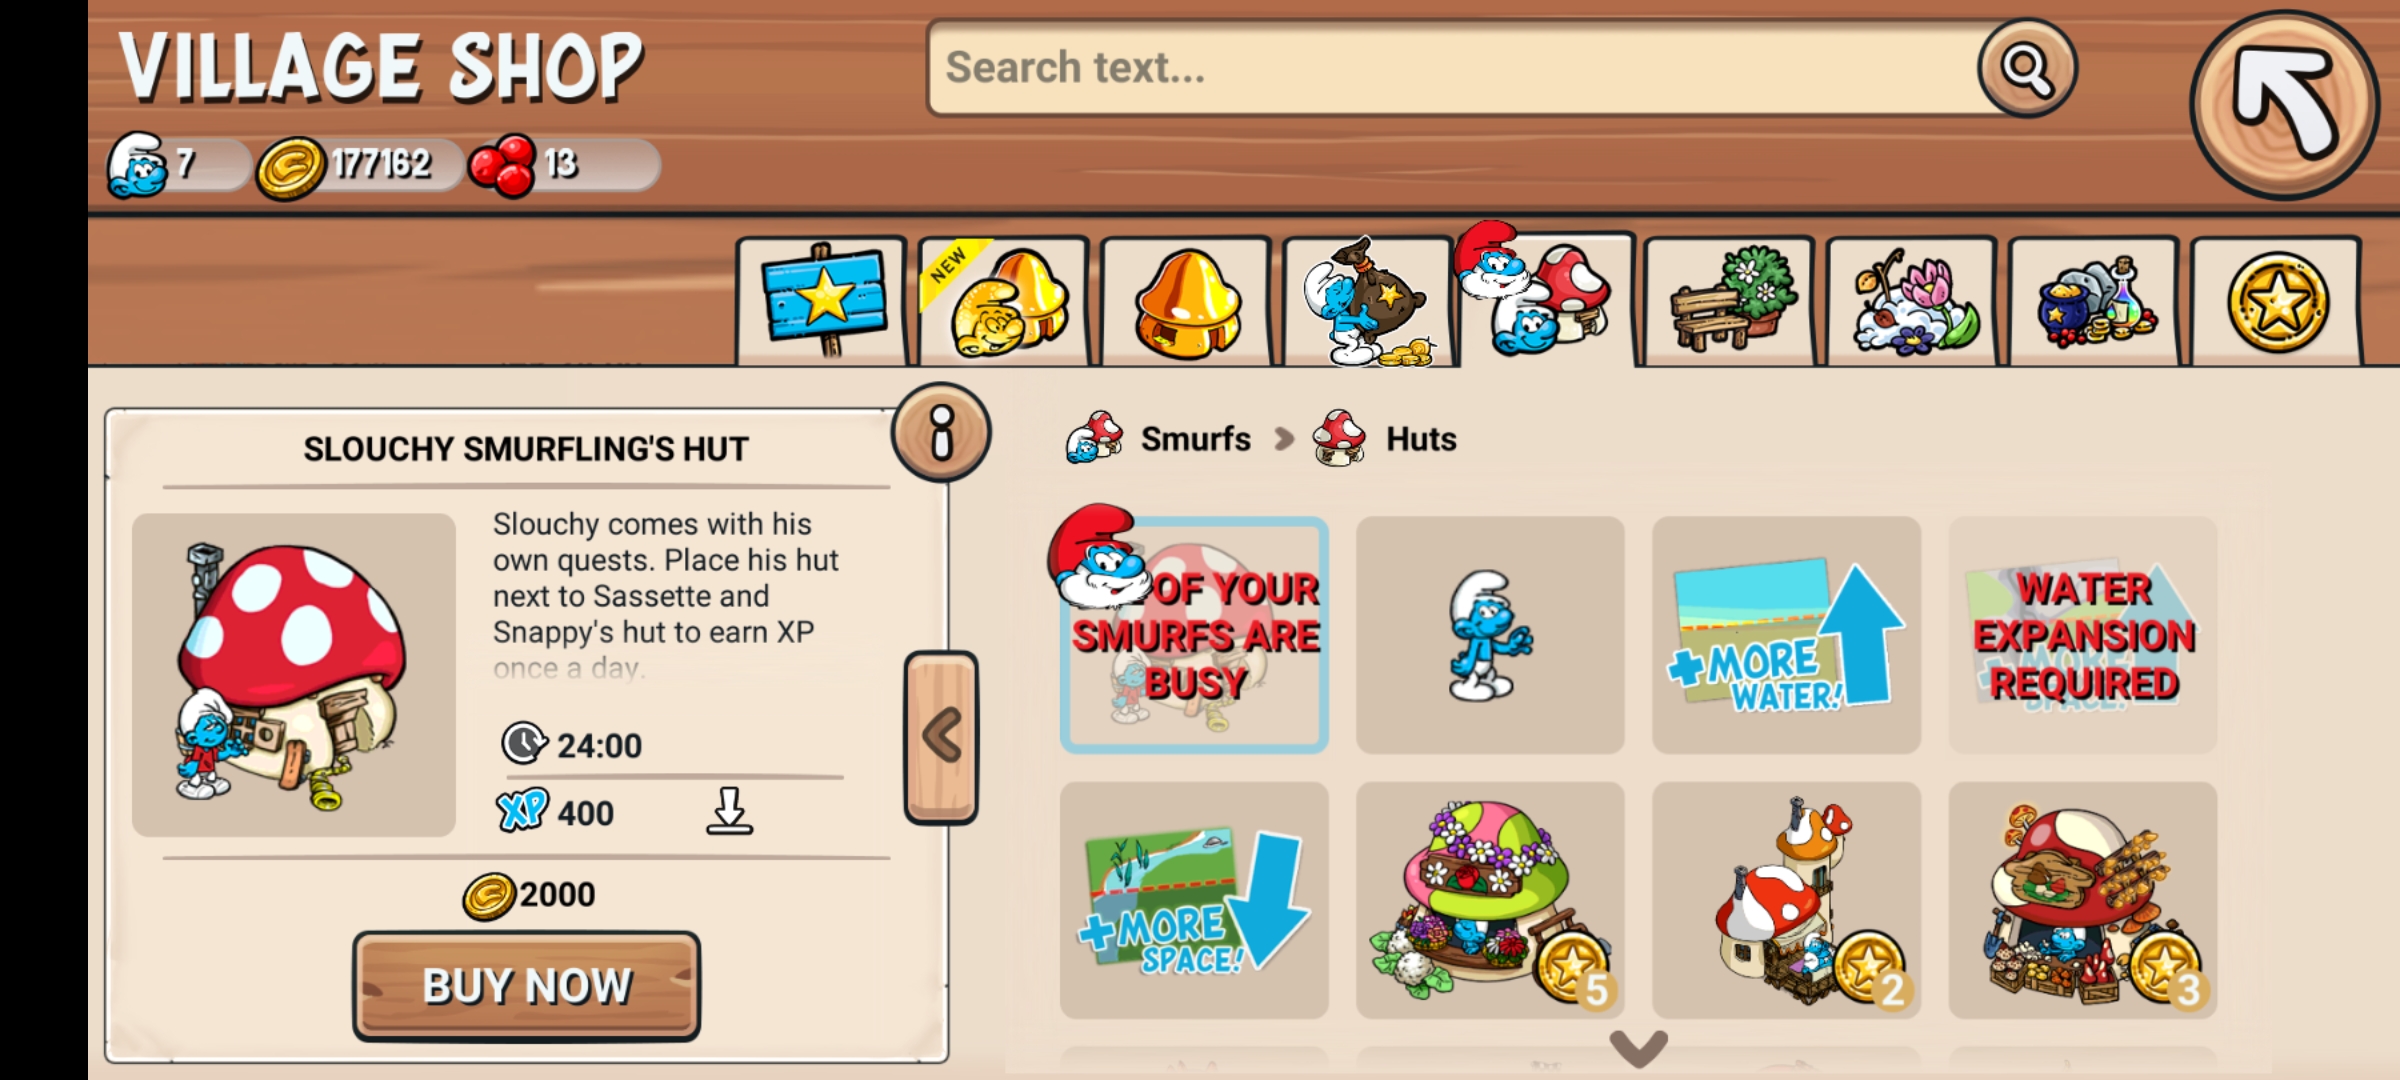 VILLAGE SHOP
Search text...
7
177162
13
NEW
SLOUCHY SMURFLING'S HUT
Slouchy comes with his
own quests. Place his hut
next to Sassette and
Snappy's hut to earn XP
once a day.
24:00
XP 400
2000
BUY NOW
Smurfs
Huts
OF YOUR
SMURFS ARE
BUSY
+MORE
WATER!
WATER
EXPANSION
REQUIRED
+MORE
SPACE!
5
2
3